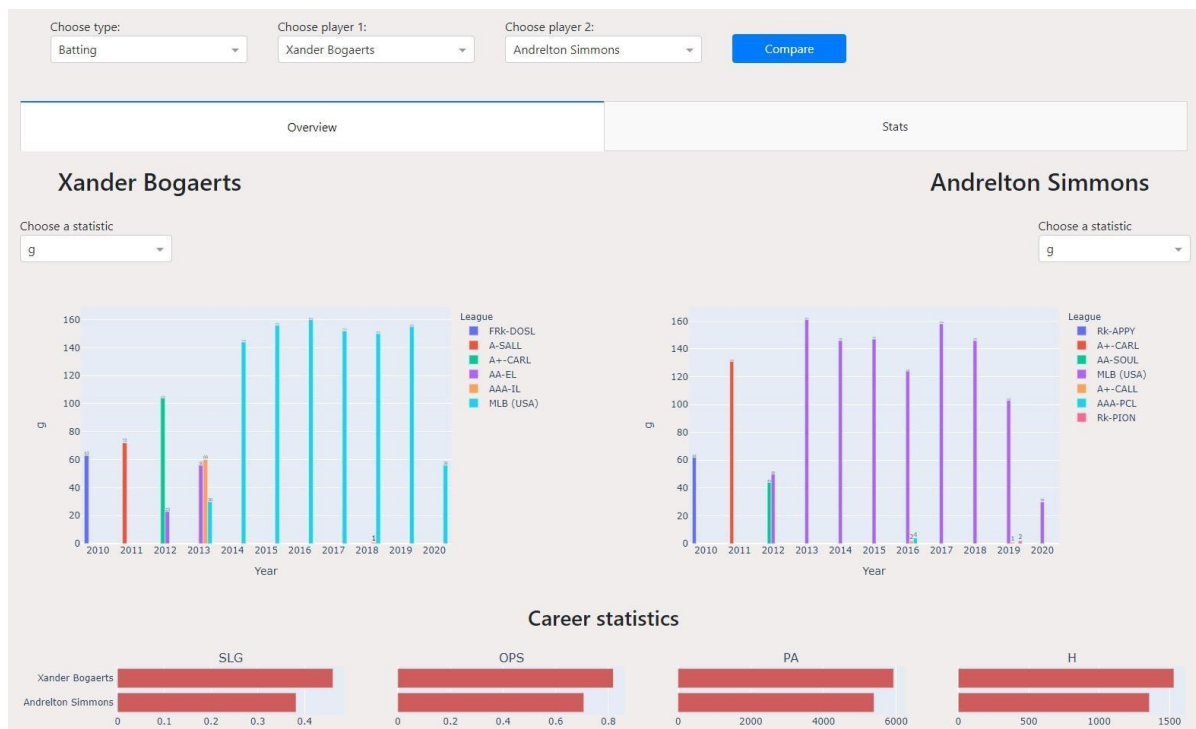 Choose type: Choose player 1: Choose player 2:
Batting Xander Bogaerts Andrelton Simmons Compare
Overview Stats
Xander Bogaerts Andrelton Simmons
Choose a statistic Choose a statistic
g g
League
FRk-DOSL
A-SALL
A+-CARL
AA-EL
AAA-IL
MLB (USA)
160
140
120
100
80
60
40
20
0
g
1
2010 2011 2012 2013 2014 2015 2016 2017 2018 2019 2020
Year
League
Rk-APPY
A+-CARL
AA-SOUL
MLB (USA)
A+-CALL
AAA-PCL
Rk-PION
160
140
120
100
80
60
40
20
0
g
2 4 1 2
2010 2011 2012 2013 2014 2015 2016 2017 2018 2019 2020
Year
Career statistics
SLG OPS PA H
Xander Bogaerts
Andrelton Simmons
0 0.1 0.2 0.3 0.4 0 0.2 0.4 0.6 0.8 0 2000 4000 6000 0 500 1000 1500